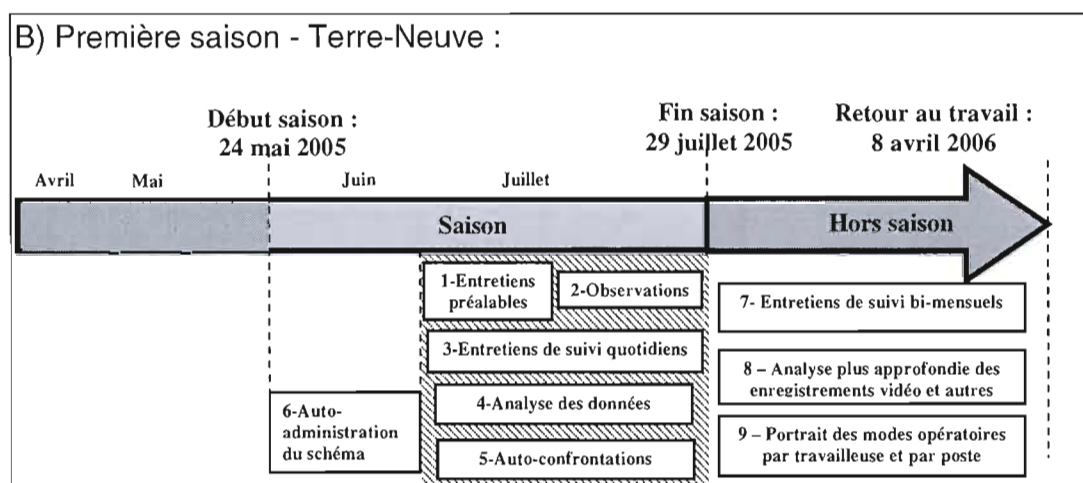 B) Première saison - Terre-Neuve :
Début saison :
24 mai 2005
Fin saison :
29 juillet 2005
Retour au travail :
8 avril 2006
Avril
Mai
Juin
Juillet
Saison
Hors saison
1-Entretiens
préalables
2-Observations
3-Entretiens de suivi quotidiens
4-Analyse des données
5-Auto-confrontations
6-Auto-
administration
du schéma
7- Entretiens de suivi bi-mensuels
8 – Analyse plus approfondie des
enregistrements vidéo et autres
9 – Portrait des modes opératoires
par travailleuse et par poste